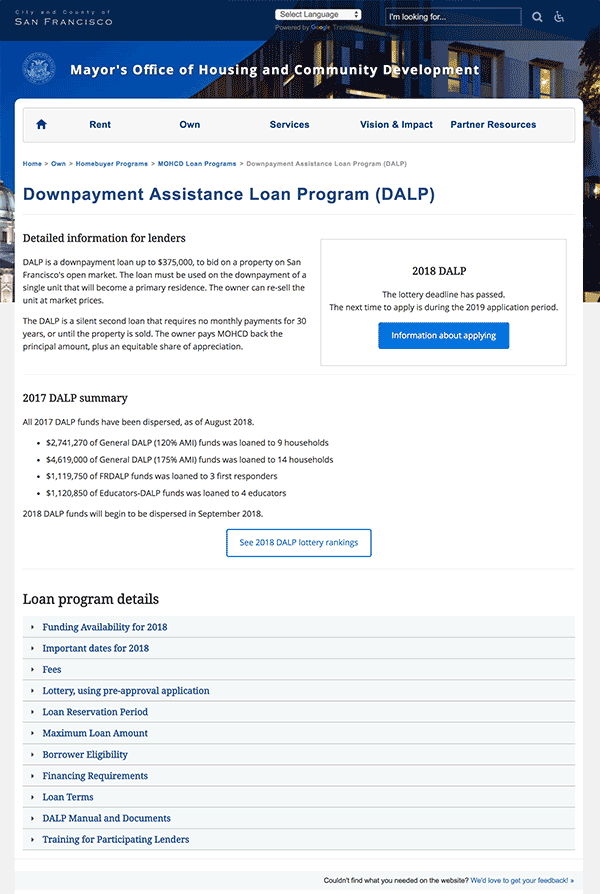 City and County of
SAN FRANCISCO
Select Language
I'm looking for...
Powered by Google Translate
Mayor's Office of Housing and Community Development
Rent
Own
Services
Vision & Impact
Partner Resources
Home > Own > Homebuyer Programs > MOHCD Loan Programs > Downpayment Assistance Loan Program (DALP)
Downpayment Assistance Loan Program (DALP)
Detailed information for lenders
DALP is a downpayment loan up to $375,000, to bid on a property on San
Francisco's open market. The loan must be used on the downpayment of a
single unit that will become a primary residence. The owner can re-sell the
unit at market prices.
The DALP is a silent second loan that requires no monthly payments for 30
years, or until the property is sold. The owner pays MOHCD back the
principal amount, plus an equitable share of appreciation.
2018 DALP
The lottery deadline has passed.
The next time to apply is during the 2019 application period.
Information about applying
2017 DALP summary
All 2017 DALP funds have been dispersed, as of August 2018.
• $2,741,270 of General DALP (120% AMI) funds was loaned to 9 households
• $4,619,000 of General DALP (175% AMI) funds was loaned to 14 households
• $1,119,750 of FRDALP funds was loaned to 3 first responders
• $1,120,850 of Educators-DALP funds was loaned to 4 educators
2018 DALP funds will begin to be dispersed in September 2018.
See 2018 DALP lottery rankings
Loan program details
Funding Availability for 2018
Important dates for 2018
Fees
Lottery, using pre-approval application
Loan Reservation Period
Maximum Loan Amount
Borrower Eligibility
Financing Requirements
Loan Terms
DALP Manual and Documents
Training for Participating Lenders
Couldn't find what you needed on the website? We'd love to get your feedback! »